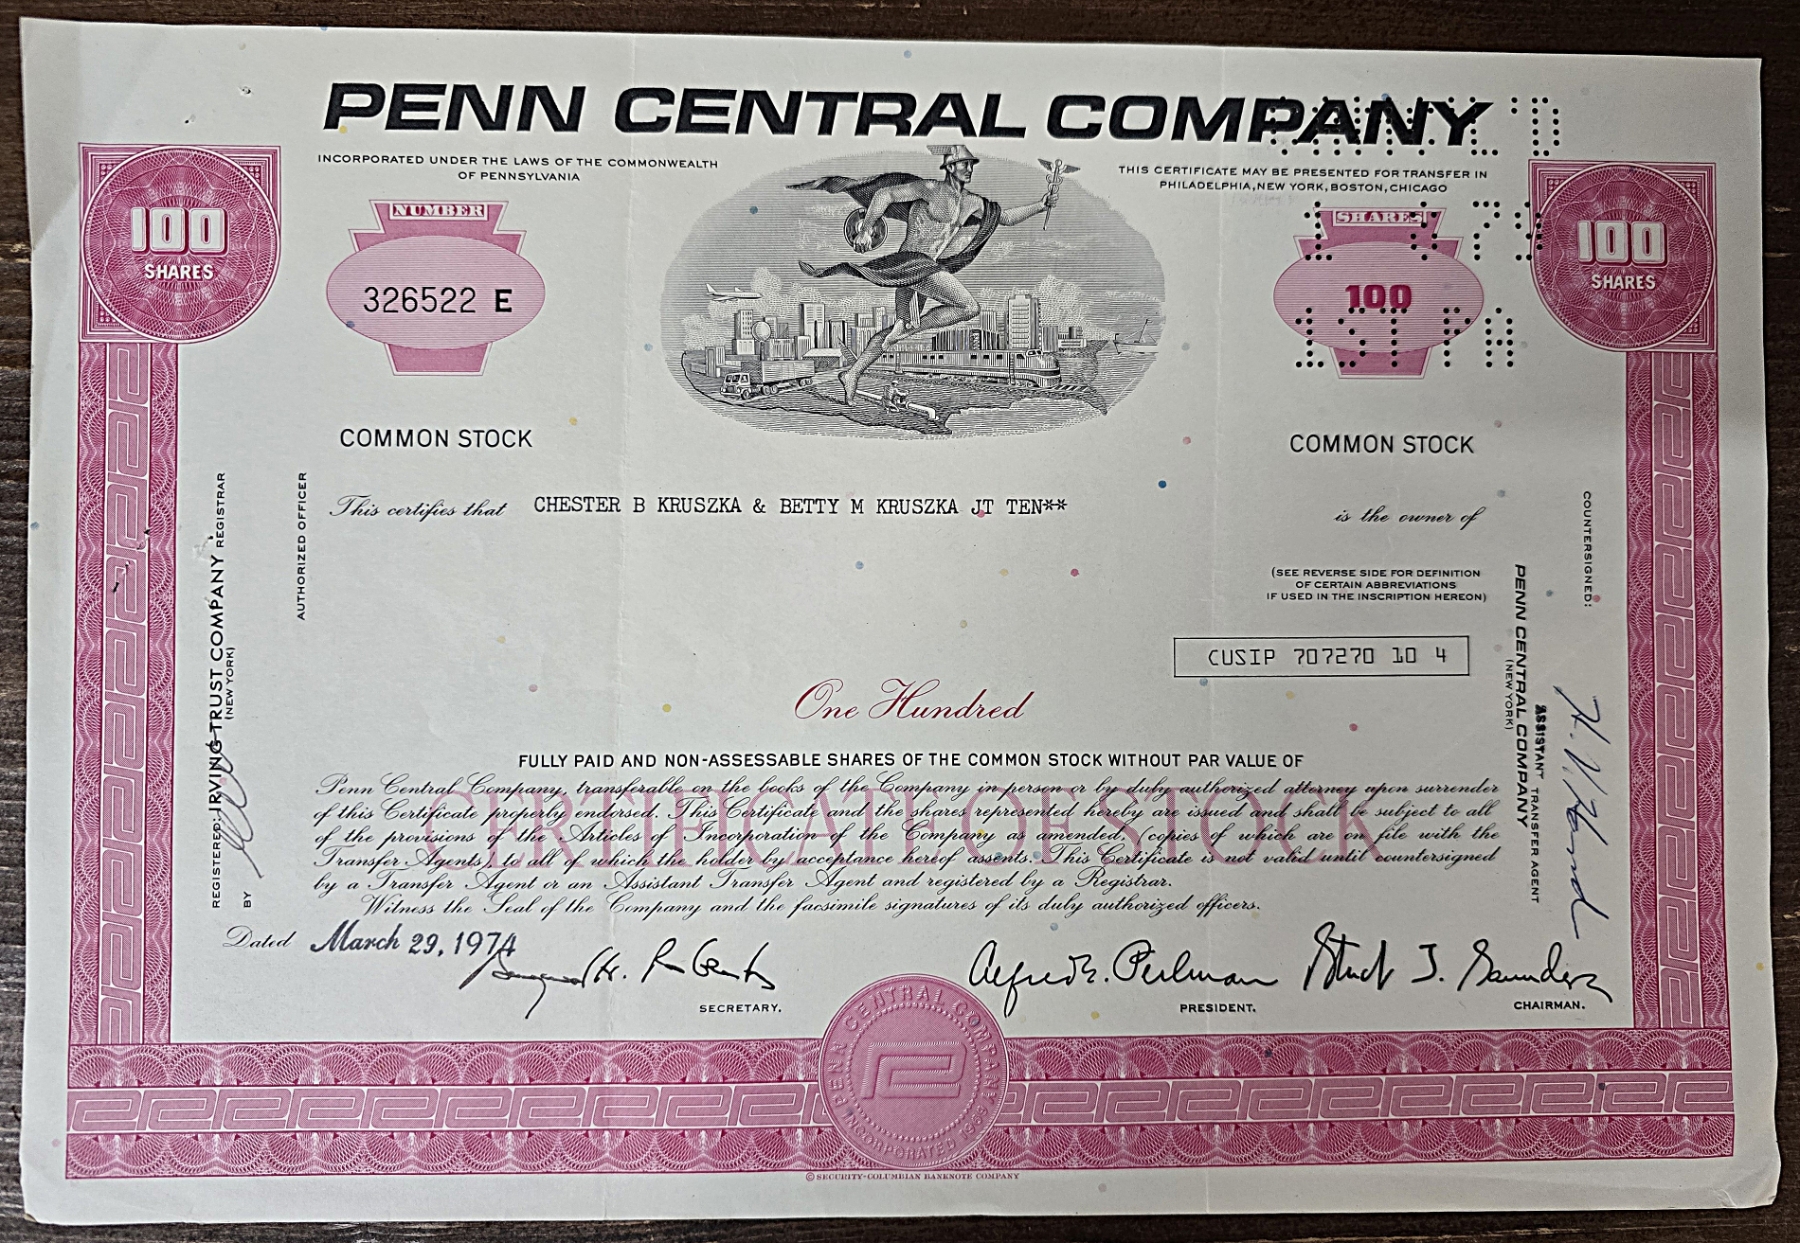 PENN CENTRAL COMPANY
INCORPORATED UNDER THE LAWS OF THE COMMONWEALTH
OF PENNSYLVANIA
THIS CERTIFICATE MAY BE PRESENTED FOR TRANSFER IN
PHILADELPHIA, NEW YORK, BOSTON, CHICAGO
100
SHARES
NUMBER
326522 E
SHARES
100
100
SHARES
COMMON STOCK
COMMON STOCK
This certifies that CHESTER B KRUSZKA & BETTY M KRUSZKA JT TEN** is the owner of
(SEE REVERSE SIDE FOR DEFINITION
OF CERTAIN ABBREVIATIONS
IF USED IN THE INSCRIPTION HEREON)
CUSIP 707270 10 4
One Hundred
FULLY PAID AND NON-ASSESSABLE SHARES OF THE COMMON STOCK WITHOUT PAR VALUE OF
CERTIFICATE OF STOCK
Penn Central Company, transferable on the books of the Company in person or by duly authorized attorney upon surrender
of this Certificate properly endorsed. This Certificate and the shares represented hereby are issued and shall be subject to all
of the provisions of the Articles of Incorporation of the Company as amended, (copies of which are on file with the
Transfer Agents) to all of which the holder by acceptance hereof assents. This Certificate is not valid until countersigned
by a Transfer Agent or an Assistant Transfer Agent and registered by a Registrar.
Witness the Seal of the Company and the facsimile signatures of its duly authorized officers.
Dated March 29, 1974
Alfred E. Perlman
Stuart T. Saunders
SECRETARY.
PRESIDENT.
CHAIRMAN.
REGISTERED: IRVING TRUST COMPANY REGISTRAR
(NEW YORK)
BY
AUTHORIZED OFFICER
COUNTERSIGNED:
PENN CENTRAL COMPANY
(NEW YORK)
ASSISTANT TRANSFER AGENT
PENN CENTRAL COMPANY
INCORPORATED
© SECURITY-COLUMBIAN BANKNOTE COMPANY